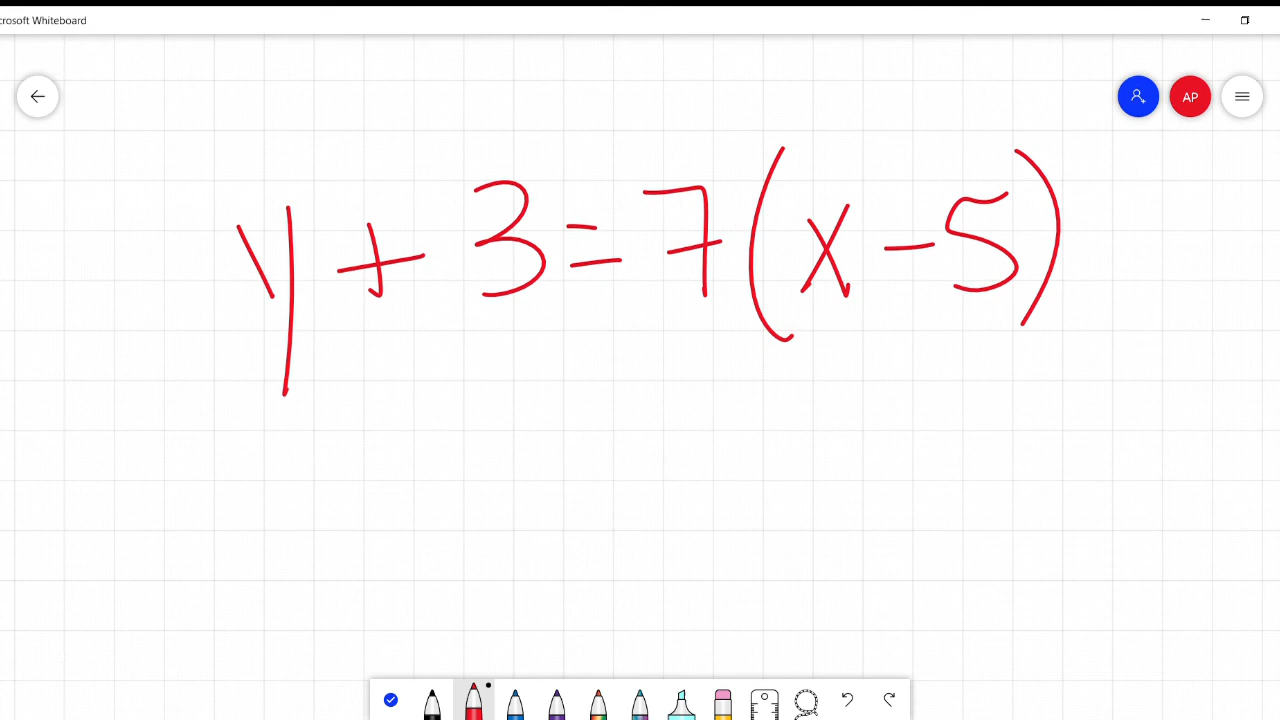 crosoft Whiteboard
AP
y + 3 = 7(x - 5)